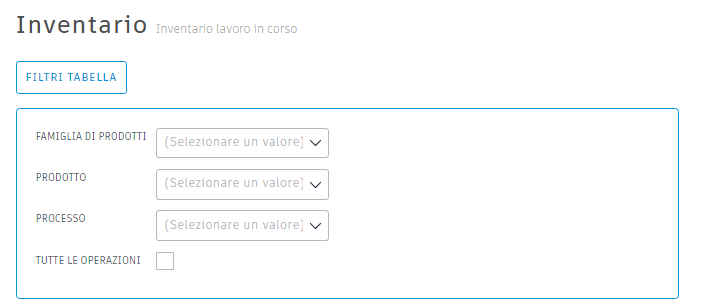 Inventario Inventario lavoro in corso
FILTRI TABELLA
FAMIGLIA DI PRODOTTI (Selezionare un valore)
PRODOTTO (Selezionare un valore)
PROCESSO (Selezionare un valore)
TUTTE LE OPERAZIONI